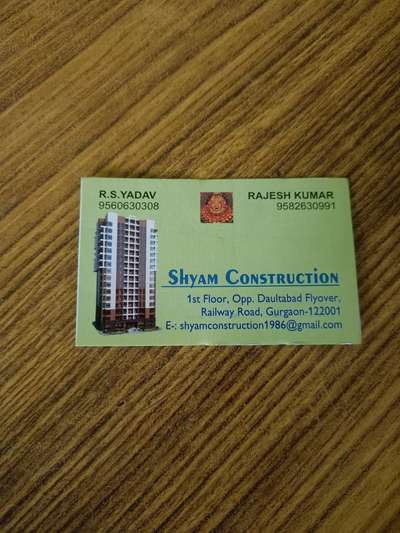 R.S.YADAV
9560630308
RAJESH KUMAR
9582630991
SHYAM CONSTRUCTION
1st Floor, Opp. Daultabad Flyover,
Railway Road, Gurgaon-122001
E-: shyamconstruction1986@gmail.com